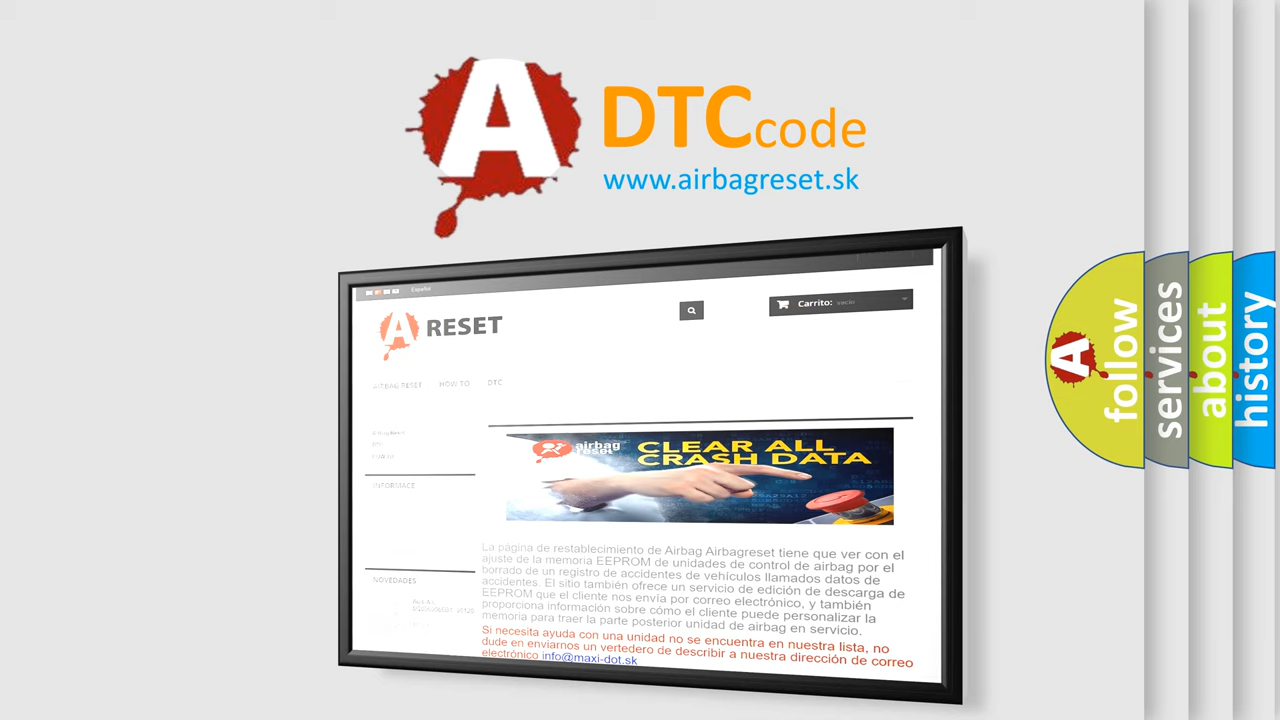 A
DTCcode
www.airbagreset.sk
Español
A RESET
Carrito: vacío
AIRBAG RESET HOW TO DTC
INFORMACE
NOVEDADES
airbag
reset
CLEAR ALL
CRASH DATA
La página de restablecimiento de Airbag Airbagreset tiene que ver con el
ajuste de la memoria EEPROM de unidades de control de airbag por el
borrado de un registro de accidentes de vehículos llamados datos de
accidentes. El sitio también ofrece un servicio de edición de descarga de
EEPROM que el cliente nos envía por correo electrónico, y también
proporciona información sobre cómo el cliente puede personalizar la
memoria para traer la parte posterior unidad de airbag en servicio.
Si necesita ayuda con una unidad no se encuentra en nuestra lista, no
dude en enviarnos un vertedero de describir a nuestra dirección de correo
electrónico info@maxi-dot.sk
A
follow
services
about
history